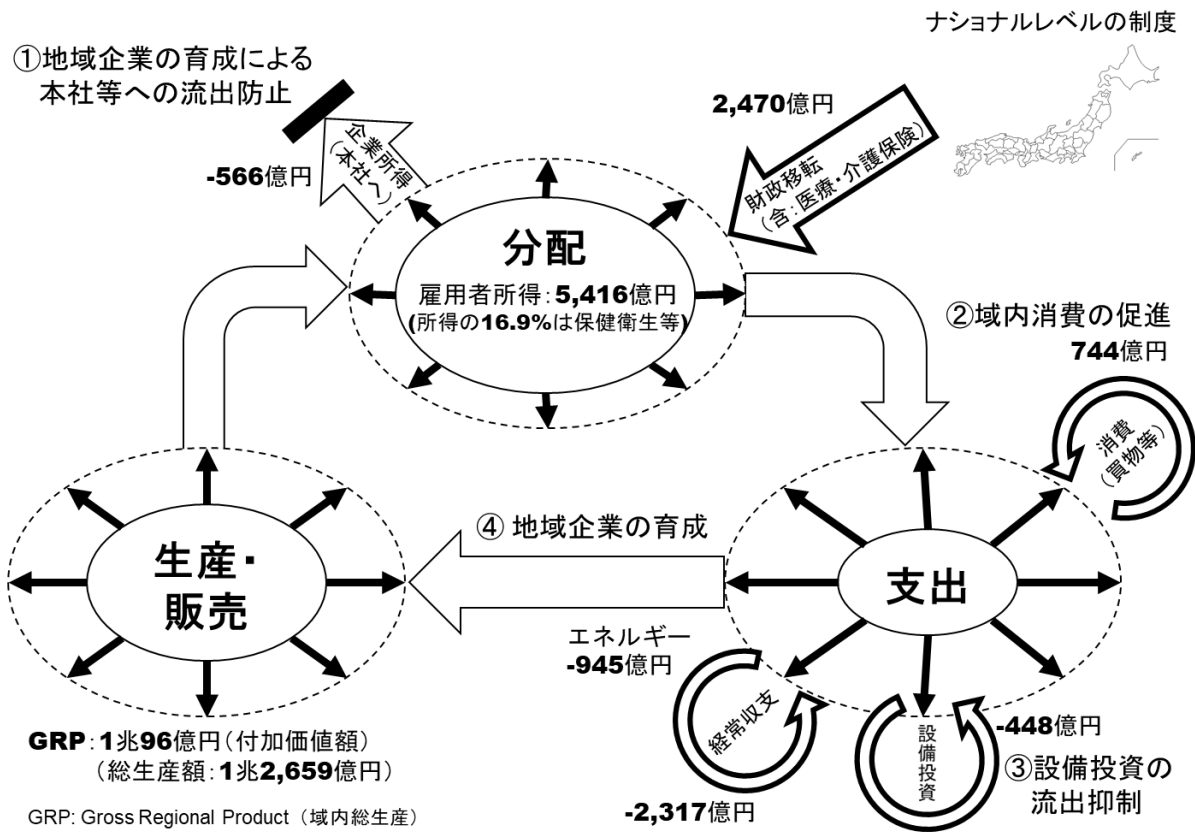 ナショナルレベルの制度
①地域企業の育成による
本社等への流出防止
2,470億円
企業所得
(本社へ)
-566億円
財政移転
(含:医療・介護保険)
分配
雇用者所得:5,416億円
(所得の16.9%は保健衛生等)
②域内消費の促進
744億円
消費
(買物等)
④ 地域企業の育成
生産・
販売
支出
エネルギー
-945億円
経常収支
-2,317億円
設備投資
-448億円
③設備投資の
流出抑制
GRP:1兆96億円(付加価値額)
(総生産額:1兆2,659億円)
GRP: Gross Regional Product(域内総生産)